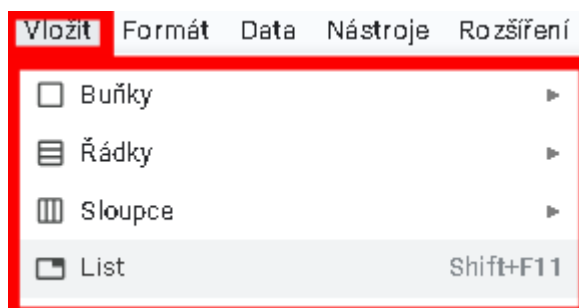 Vložit Formát Data Nástroje Rozšíření
Buňky
Řádky
Sloupce
List Shift+F11